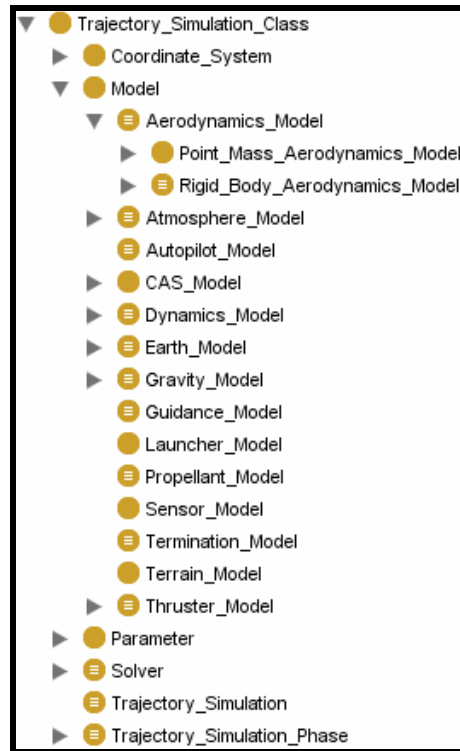 Trajectory_Simulation_Class
Coordinate_System
Model
Aerodynamics_Model
Point_Mass_Aerodynamics_Model
Rigid_Body_Aerodynamics_Model
Atmosphere_Model
Autopilot_Model
CAS_Model
Dynamics_Model
Earth_Model
Gravity_Model
Guidance_Model
Launcher_Model
Propellant_Model
Sensor_Model
Termination_Model
Terrain_Model
Thruster_Model
Parameter
Solver
Trajectory_Simulation
Trajectory_Simulation_Phase